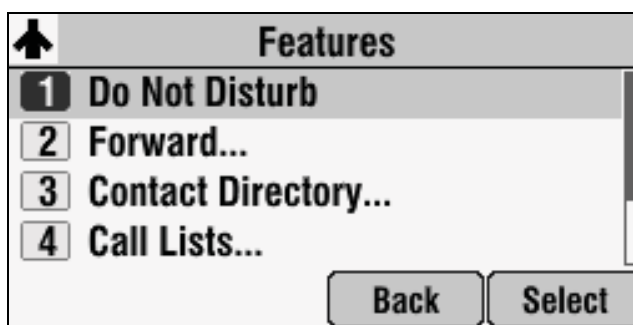 Features
1 Do Not Disturb
2 Forward...
3 Contact Directory...
4 Call Lists...
Back Select